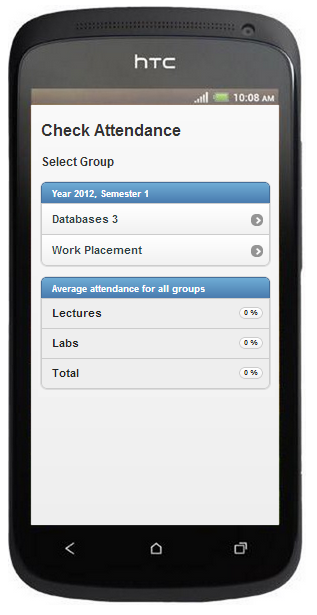 hTC
10:08 AM
Check Attendance
Select Group
Year 2012, Semester 1
Databases 3
Work Placement
Average attendance for all groups
Lectures 0 %
Labs 0 %
Total 0 %